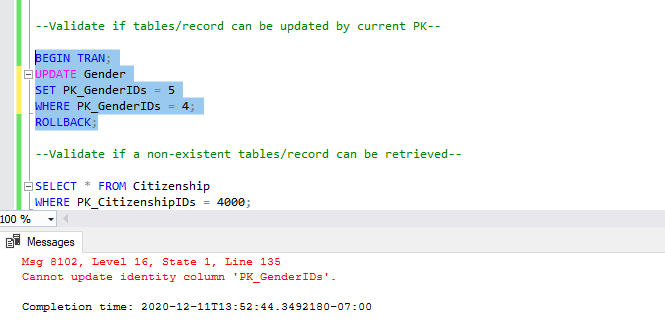 --Validate if tables/record can be updated by current PK--
BEGIN TRAN;
UPDATE Gender
SET PK_GenderIDs = 5
WHERE PK_GenderIDs = 4;
ROLLBACK;
--Validate if a non-existent tables/record can be retrieved--
SELECT * FROM Citizenship
WHERE PK_CitizenshipIDs = 4000;
100 %
Messages
Msg 8102, Level 16, State 1, Line 135
Cannot update identity column 'PK_GenderIDs'.
Completion time: 2020-12-11T13:52:44.3492180-07:00